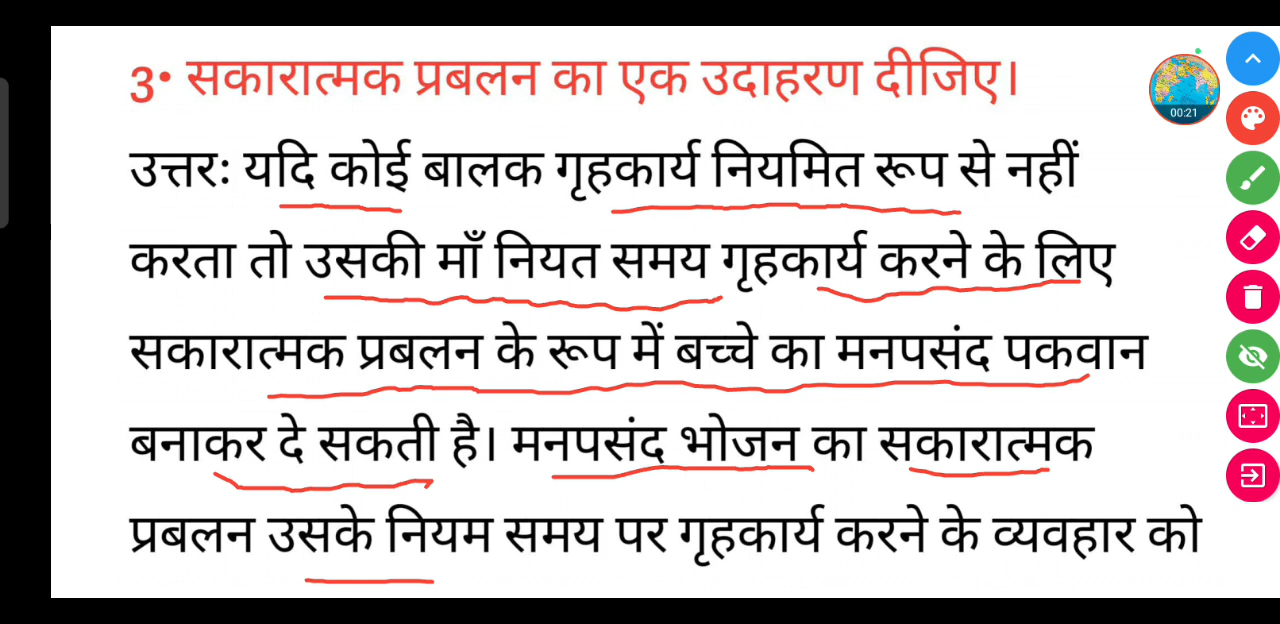 3• सकारात्मक प्रबलन का एक उदाहरण दीजिए।
00:21
उत्तरः यदि कोई बालक गृहकार्य नियमित रूप से नहीं
करता तो उसकी माँ नियत समय गृहकार्य करने के लिए
सकारात्मक प्रबलन के रूप में बच्चे का मनपसंद पकवान
बनाकर दे सकती है। मनपसंद भोजन का सकारात्मक
प्रबलन उसके नियम समय पर गृहकार्य करने के व्यवहार को